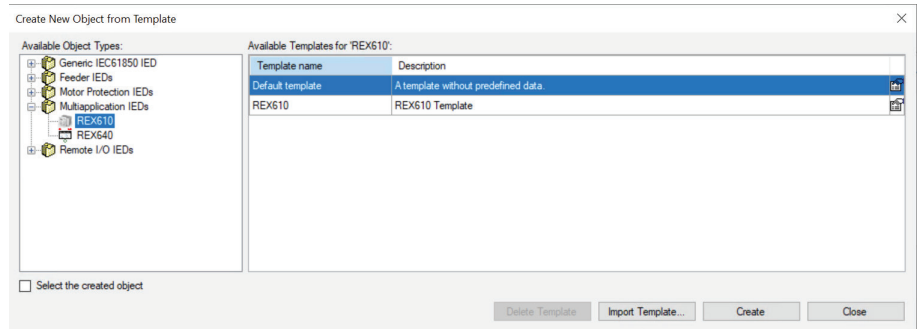 Create New Object from Template
Available Object Types:
Available Templates for 'REX610':
Generic IEC61850 IED
Feeder IEDs
Motor Protection IEDs
Multiapplication IEDs
REX610
REX640
Remote I/O IEDs
Template name Description
Default template A template without predefined data.
REX610 REX610 Template
Select the created object
Delete Template Import Template... Create Close